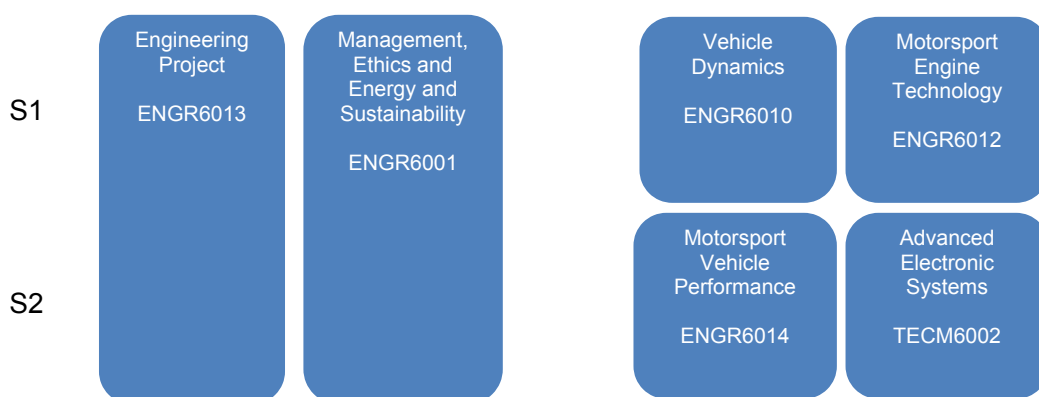 S1
Engineering
Project
ENGR6013
Management,
Ethics and
Energy and
Sustainability
ENGR6001
Vehicle
Dynamics
ENGR6010
Motorsport
Engine
Technology
ENGR6012
S2
Motorsport
Vehicle
Performance
ENGR6014
Advanced
Electronic
Systems
TECM6002